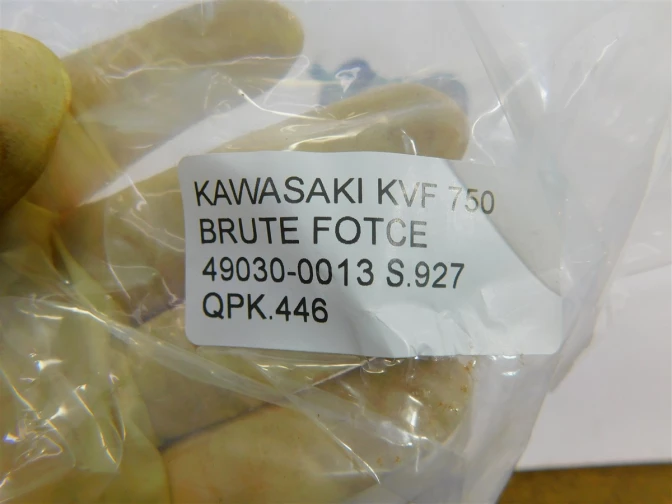 KAWASAKI KVF 750
BRUTE FOTCE
49030-0013 S.927
QPK.446